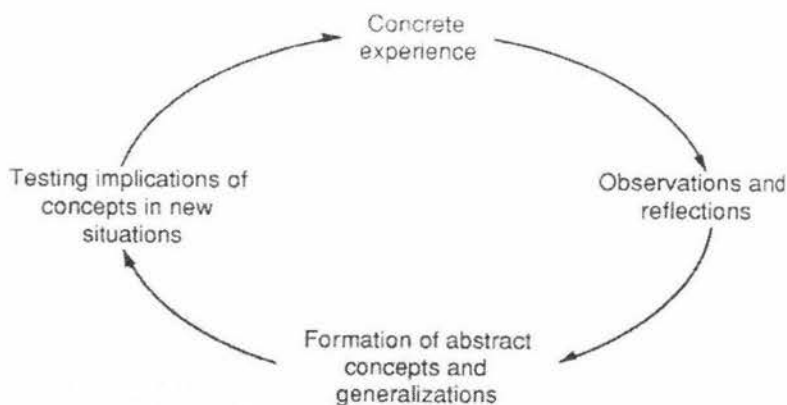 Concrete
experience
Observations and
reflections
Formation of abstract
concepts and
generalizations
Testing implications of
concepts in new
situations